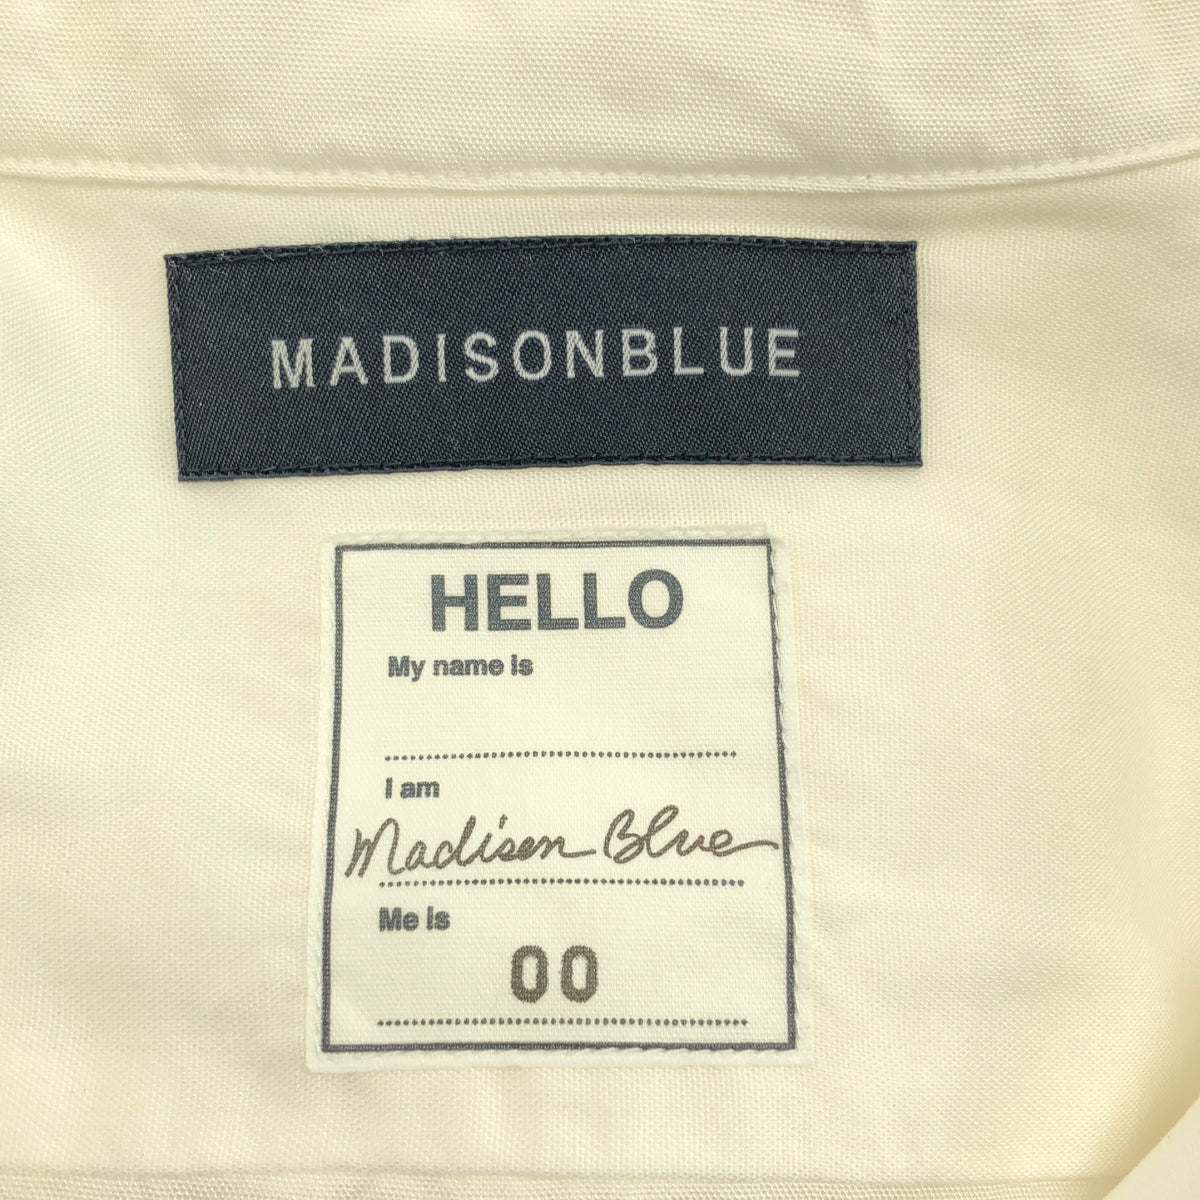 MADISONBLUE
HELLO
My name is
I am
Madison Blue
Me is
00